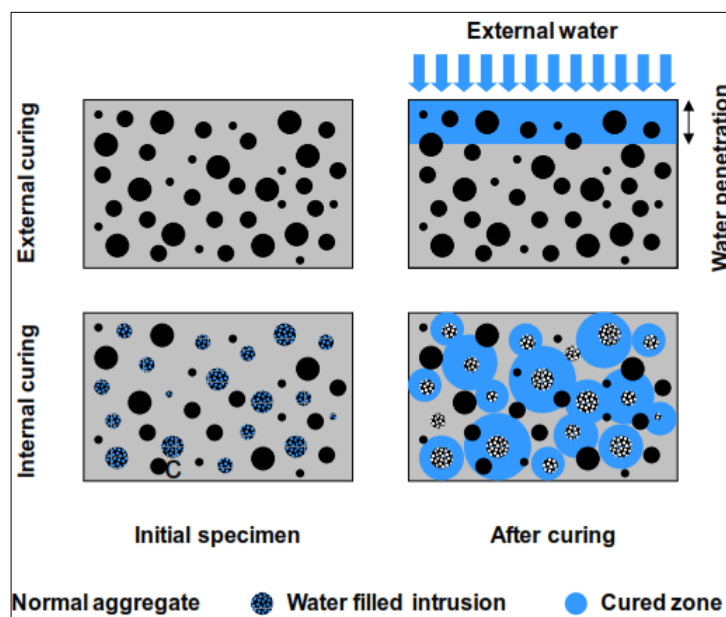 External water
External curing
Water penetration
Internal curing
C
Initial specimen
After curing
Normal aggregate
Water filled intrusion
Cured zone